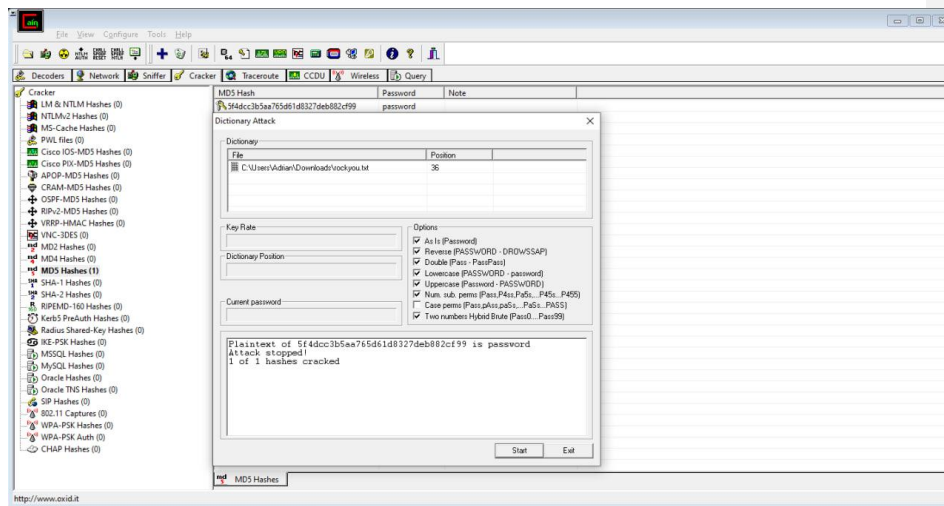 ain
File View Configure Tools Help
Decoders Network Sniffer Cracker Traceroute CCDU Wireless Query
Cracker
LM & NTLM Hashes (0)
NTLMv2 Hashes (0)
MS-Cache Hashes (0)
PWL files (0)
Cisco IOS-MD5 Hashes (0)
Cisco PIX-MD5 Hashes (0)
APOP-MD5 Hashes (0)
CRAM-MD5 Hashes (0)
OSPF-MD5 Hashes (0)
RIPv2-MD5 Hashes (0)
VRRP-HMAC Hashes (0)
VNC-3DES (0)
MD2 Hashes (0)
MD4 Hashes (0)
MD5 Hashes (1)
SHA-1 Hashes (0)
SHA-2 Hashes (0)
RIPEMD-160 Hashes (0)
Kerb5 PreAuth Hashes (0)
Radius Shared-Key Hashes (0)
IKE-PSK Hashes (0)
MSSQL Hashes (0)
MySQL Hashes (0)
Oracle Hashes (0)
Oracle TNS Hashes (0)
SIP Hashes (0)
802.11 Captures (0)
WPA-PSK Hashes (0)
WPA-PSK Auth (0)
CHAP Hashes (0)
MD5 Hash Password Note
5f4dcc3b5aa765d61d8327deb882cf99 password
Dictionary Attack
Dictionary
File Position
C:\Users\Adrian\Downloads\rockyou.txt 36
Key Rate
Dictionary Position
Current password
Options
As Is (Password)
Reverse (PASSWORD - DROWSSAP)
Double (Pass - PassPass)
Lowercase (PASSWORD - password)
Uppercase (Password - PASSWORD)
Num. sub. perms (Pass,P4ss,Pa5s,...P45s...P455)
Case perms (Pass,pAss,paSs,...PaSs...PASS)
Two numbers Hybrid Brute (Pass0....Pass99)
Plaintext of 5f4dcc3b5aa765d61d8327deb882cf99 is password
Attack stopped!
1 of 1 hashes cracked
Start Exit
MD5 Hashes
http://www.oxid.it